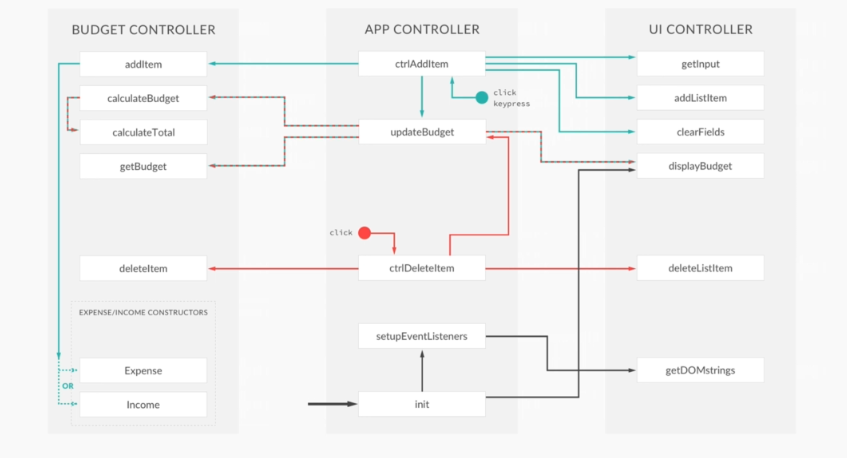 BUDGET CONTROLLER
APP CONTROLLER
UI CONTROLLER
addItem
ctrlAddItem
getInput
click
keypress
calculateBudget
addListItem
calculateTotal
updateBudget
clearFields
getBudget
displayBudget
click
deleteItem
ctrlDeleteItem
deleteListItem
EXPENSE/INCOME CONSTRUCTORS
setupEventListeners
Expense
getDOMstrings
OR
Income
init